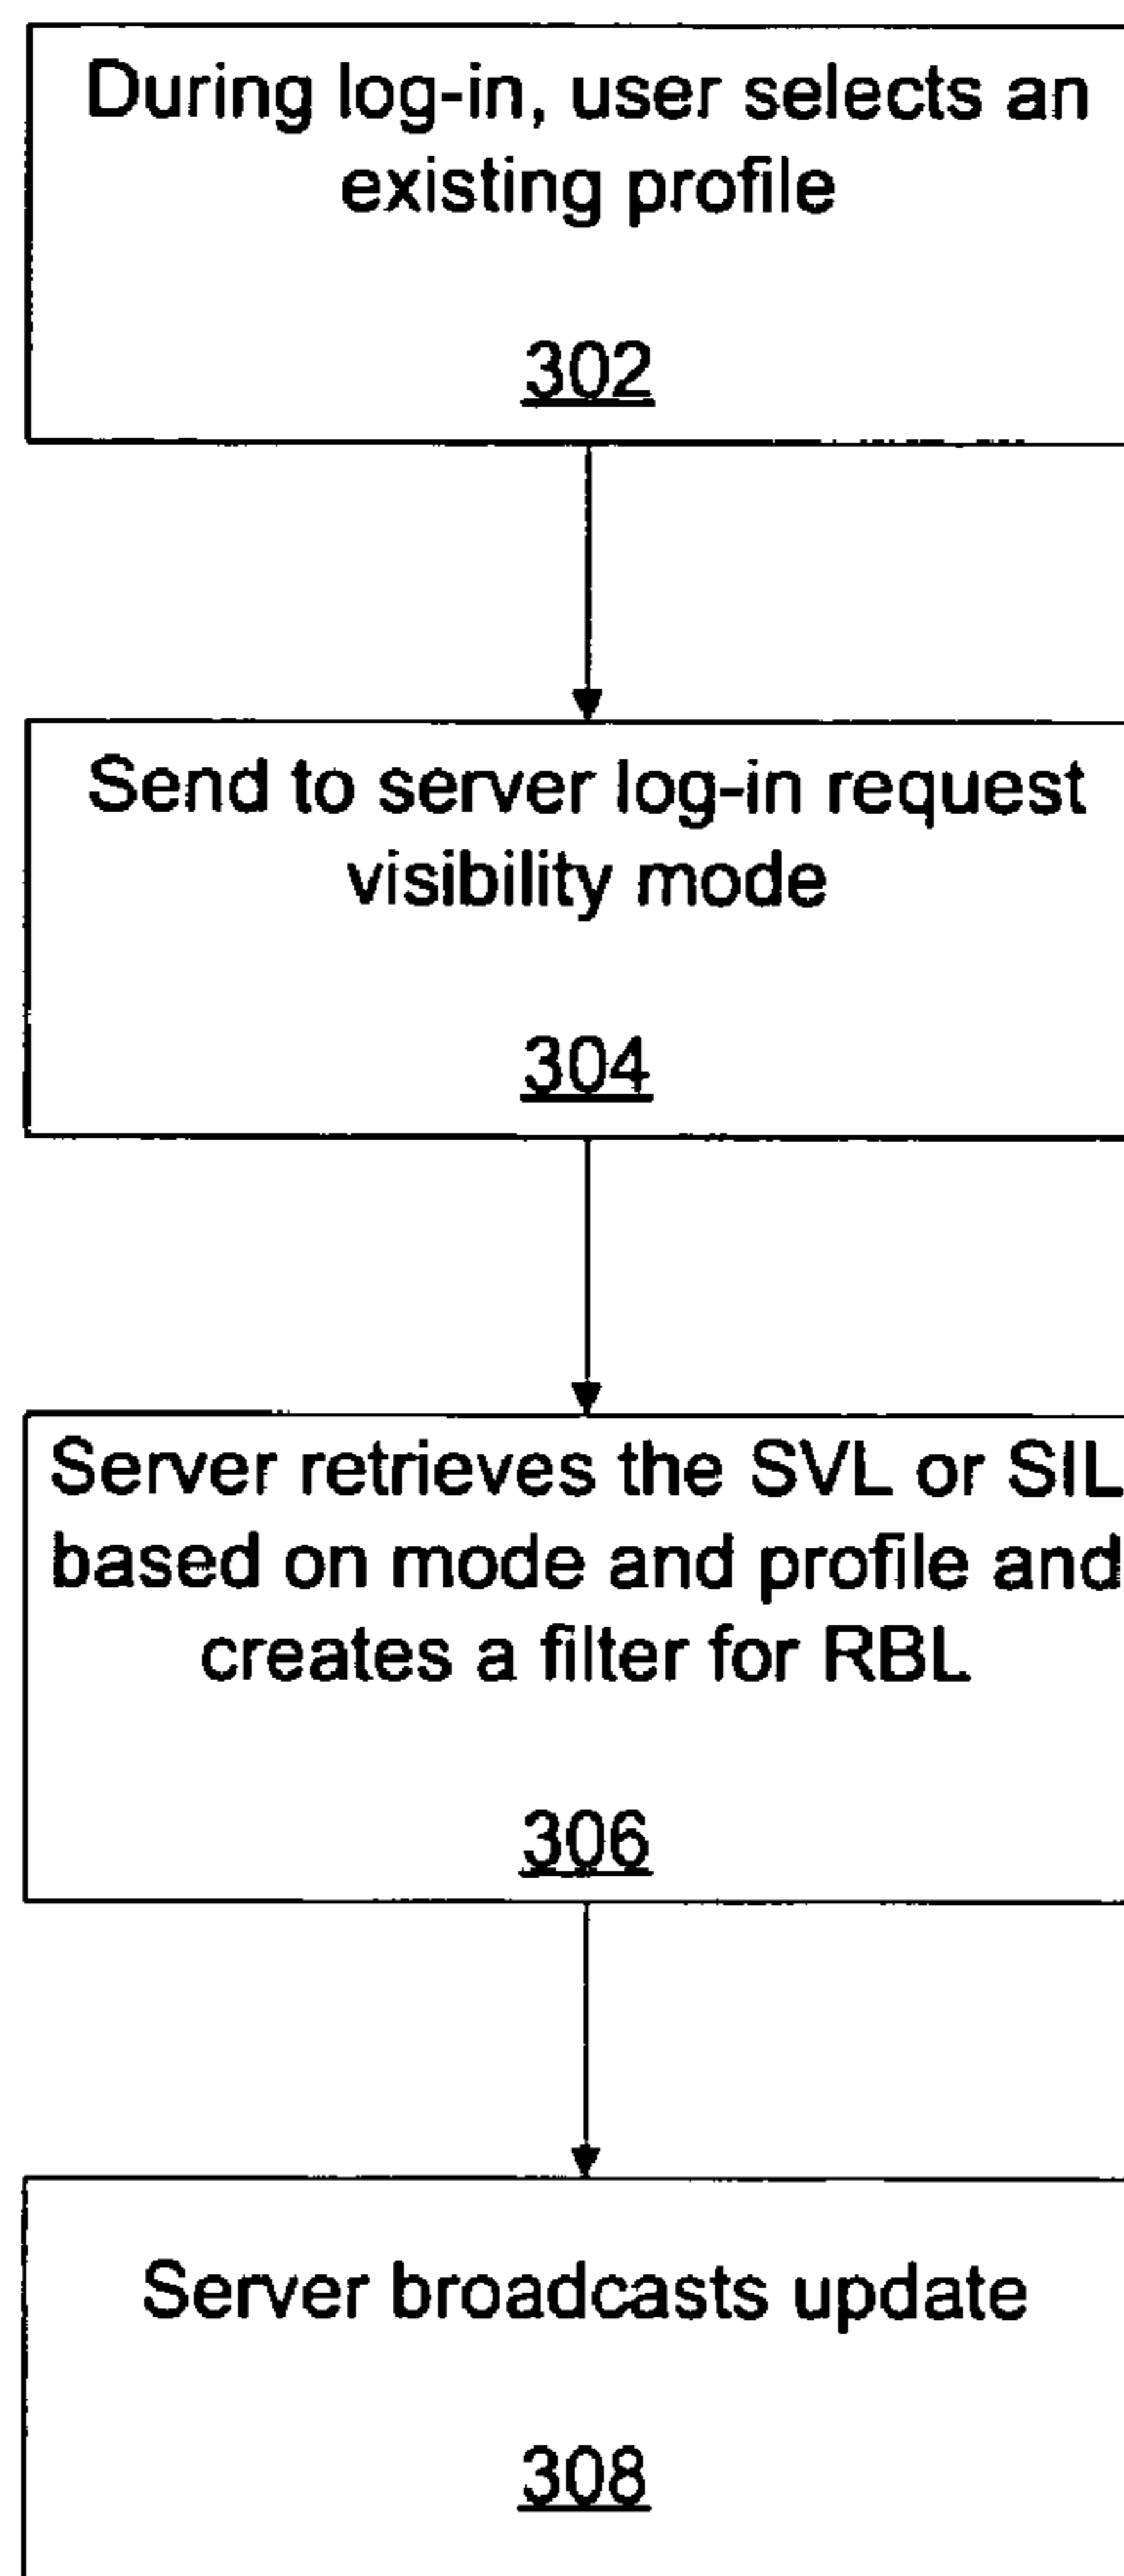 During log-in, user selects an
existing profile
302
Send to server log-in request
visibility mode
304
Server retrieves the SVL or SIL
based on mode and profile and
creates a filter for RBL
306
Server broadcasts update
308